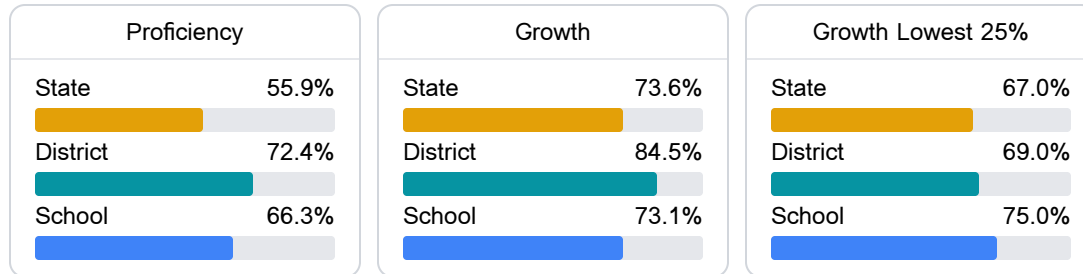 Proficiency
State 55.9%
District 72.4%
School 66.3%
Growth
State 73.6%
District 84.5%
School 73.1%
Growth Lowest 25%
State 67.0%
District 69.0%
School 75.0%